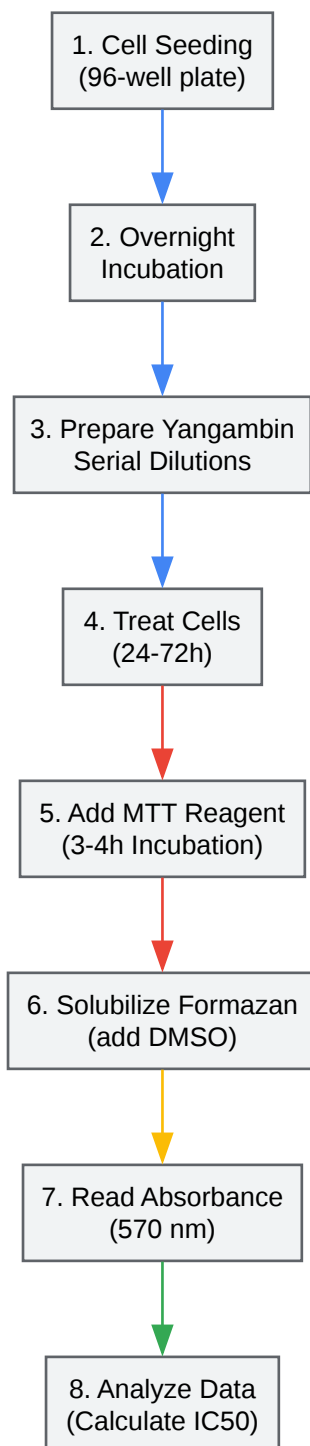 1. Cell Seeding
(96-well plate)
2. Overnight
Incubation
3. Prepare Yangambin
Serial Dilutions
4. Treat Cells
(24-72h)
5. Add MTT Reagent
(3-4h Incubation)
6. Solubilize Formazan
(add DMSO)
7. Read Absorbance
(570 nm)
8. Analyze Data
(Calculate IC50)